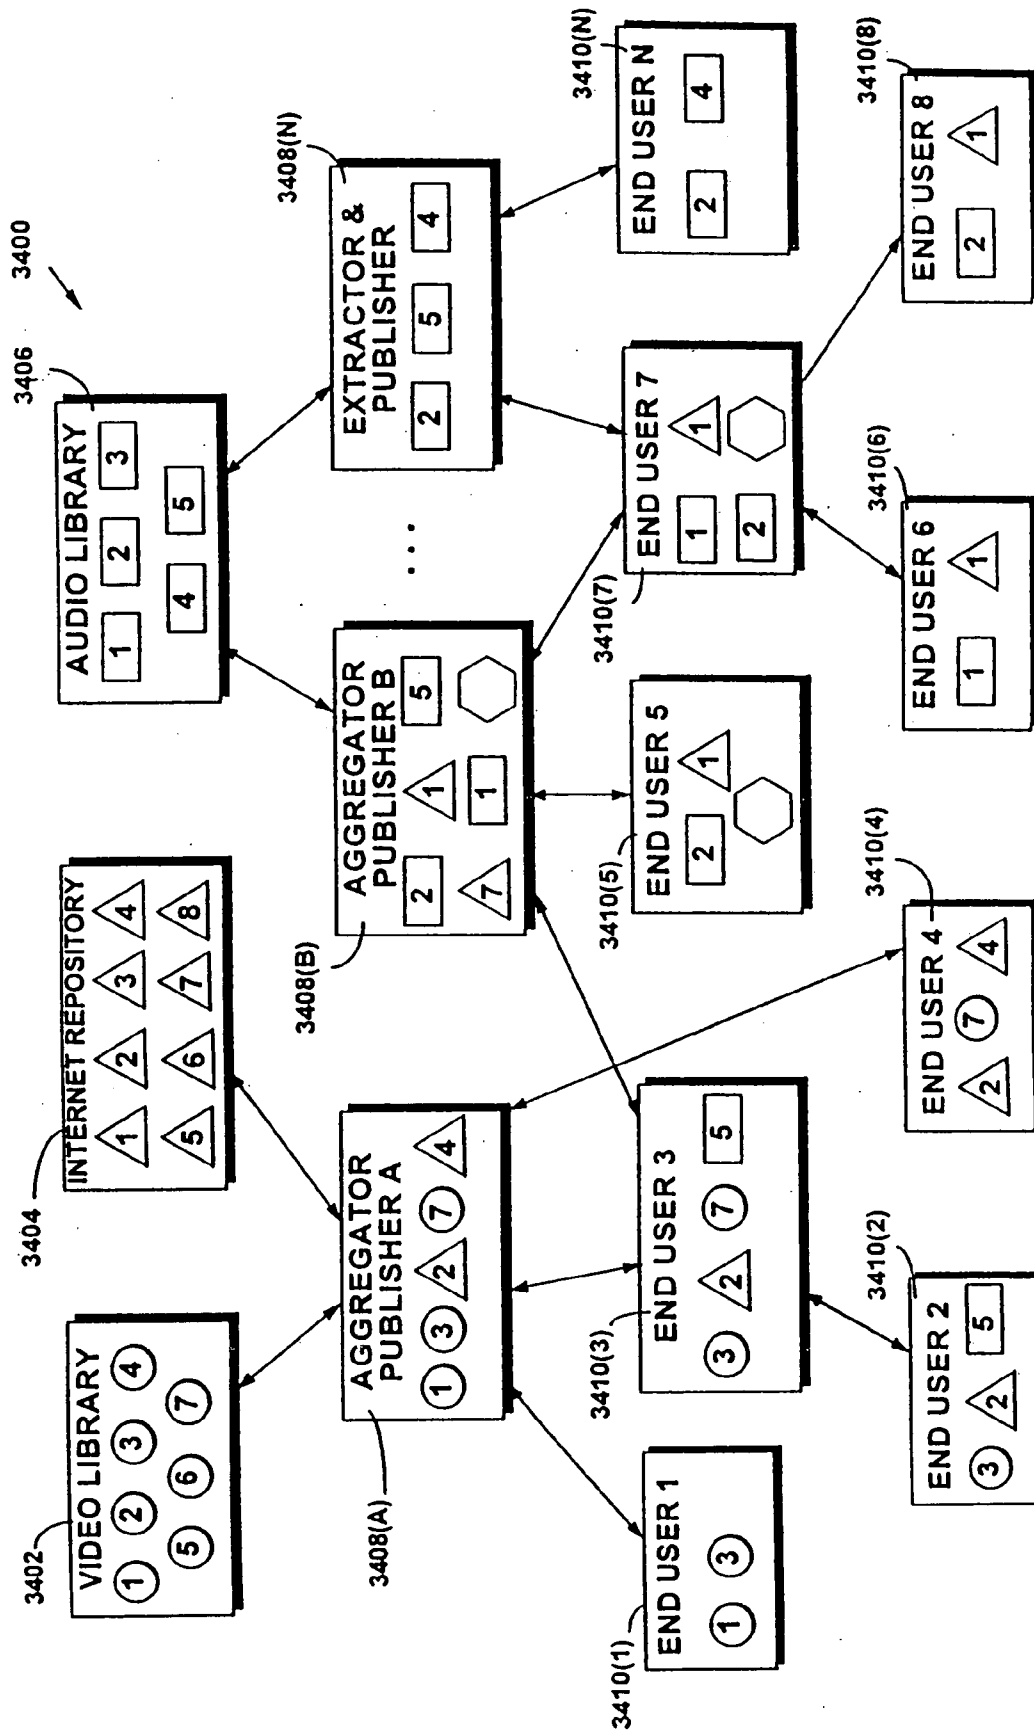 3400
3402
VIDEO LIBRARY
1 2 3 4
5 6 7
3404
INTERNET REPOSITORY
1 2 3 4
5 6 7 8
3406
AUDIO LIBRARY
1 2 3
4 5
3408(A)
AGGREGATOR
PUBLISHER A
1 3 2 7 4
3408(B)
AGGREGATOR
PUBLISHER B
2 1 5
7 1
...
3408(N)
EXTRACTOR &
PUBLISHER
2 5 4
3410(1)
END USER 1
1 3
3410(3)
END USER 3
3 2 7 5
3410(5)
END USER 5
2 1
3410(7)
END USER 7
1 1
2
3410(N)
END USER N
2 4
3410(2)
END USER 2
3 2 5
3410(4)
END USER 4
2 7 4
3410(6)
END USER 6
1 1
3410(8)
END USER 8
2 1